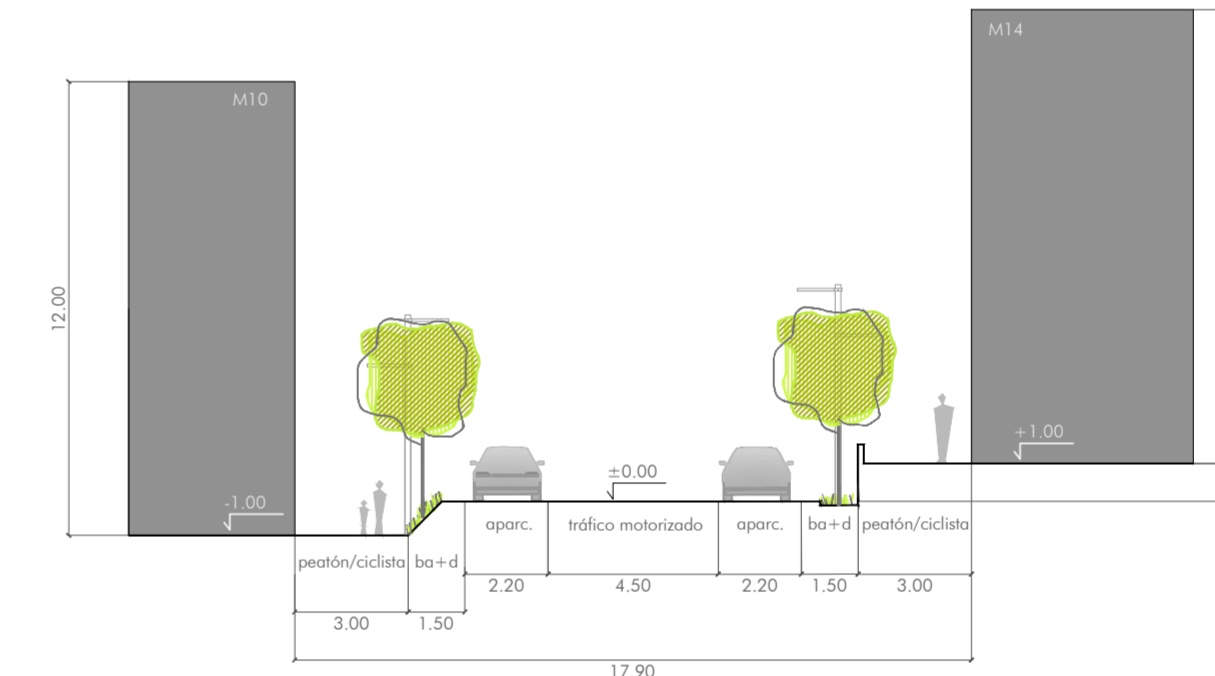 M14
M10
12.00
+1.00
±0.00
-1.00
aparc.
tráfico motorizado
aparc.
ba+d
peatón/ciclista
peatón/ciclista
ba+d
2.20
4.50
2.20
1.50
3.00
3.00
1.50
17.90